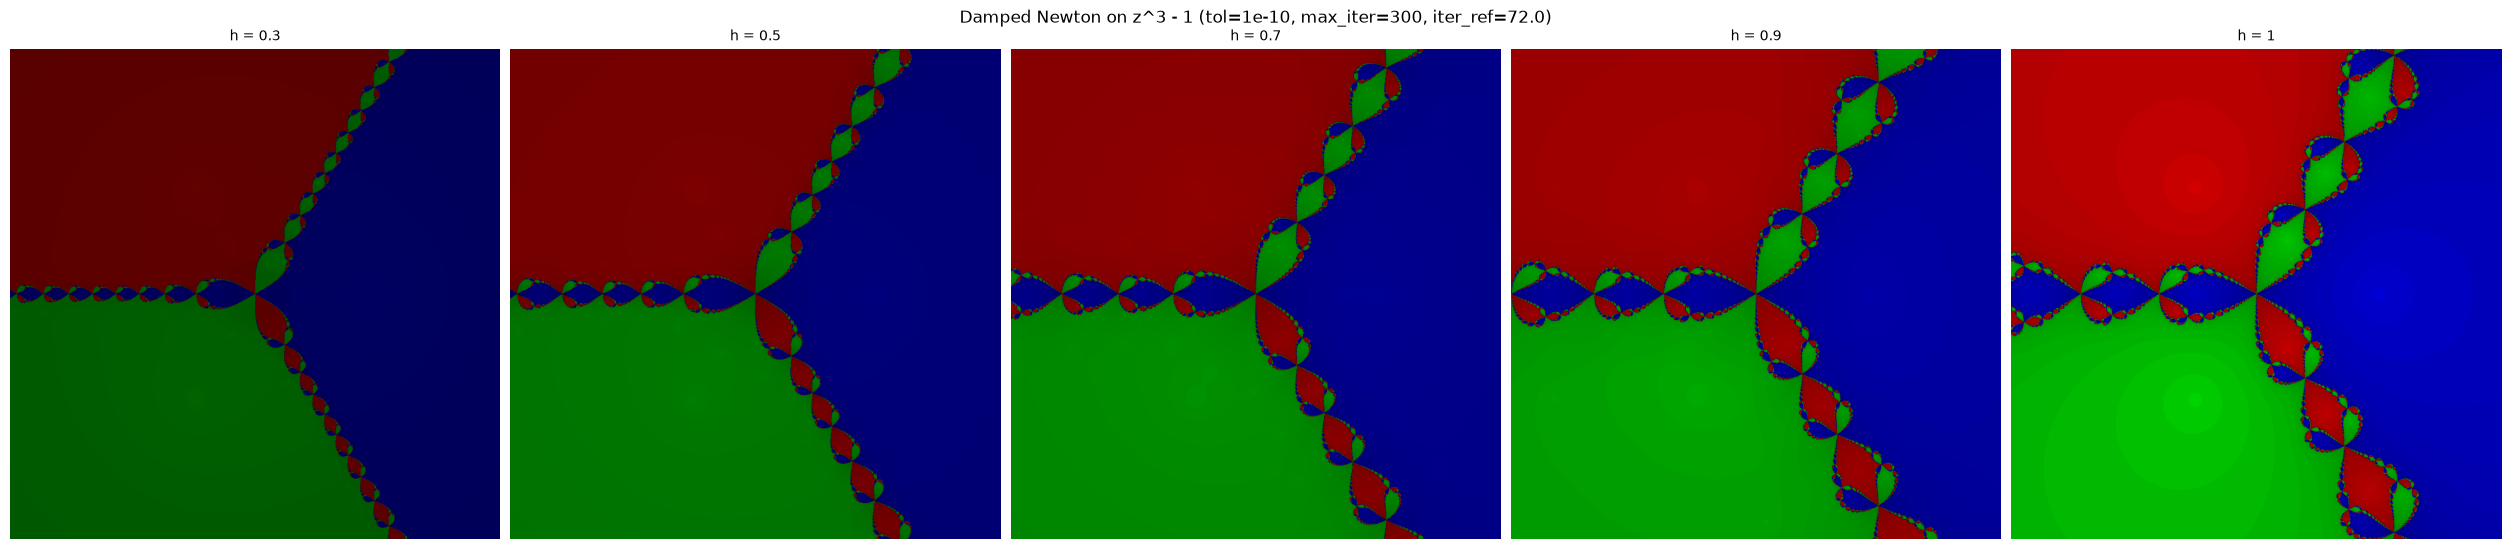 Damped Newton on z^3 - 1 (tol=1e-10, max_iter=300, iter_ref=72.0)
h = 0.3
h = 0.5
h = 0.7
h = 0.9
h = 1